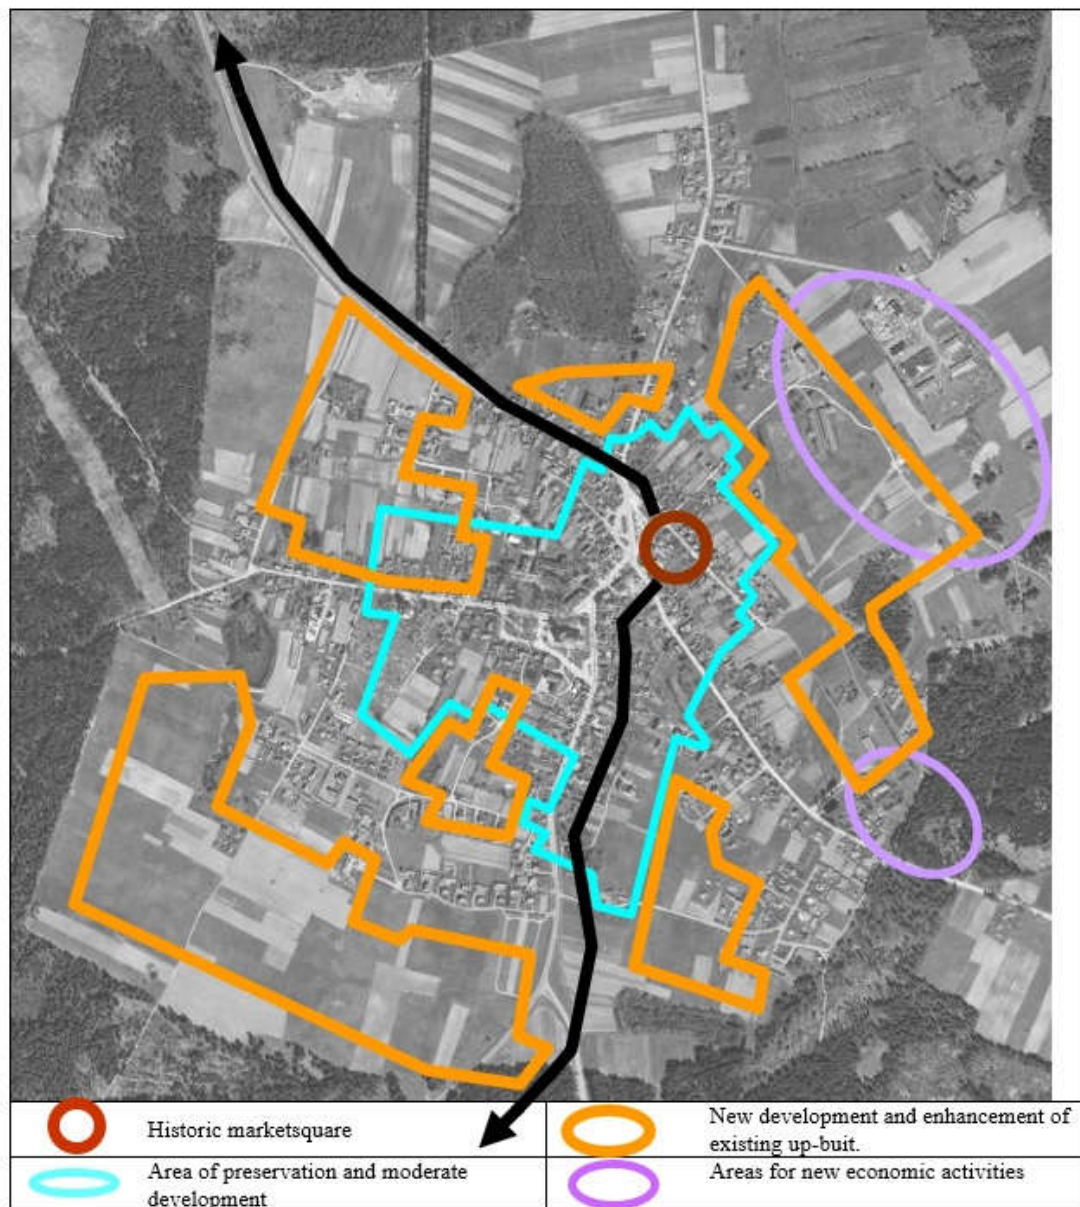 Historic marketsquare
New development and enhancement of
existing up-buit.
Area of preservation and moderate
development
Areas for new economic activities